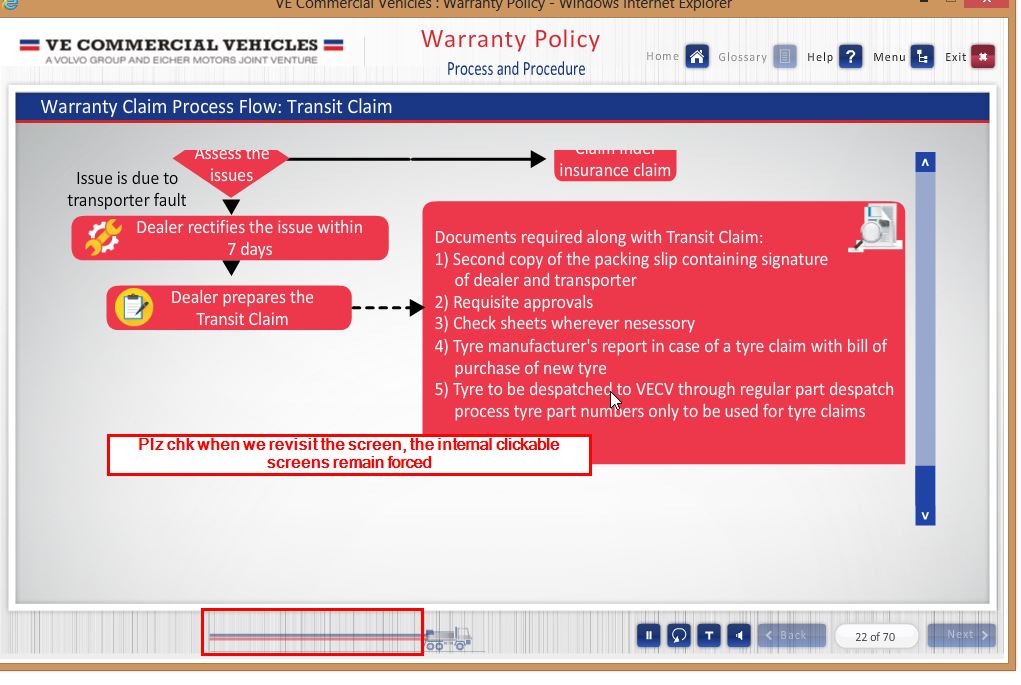 VE Commercial Vehicles : Warranty Policy - Windows Internet Explorer
VE COMMERCIAL VEHICLES
A VOLVO GROUP AND EICHER MOTORS JOINT VENTURE
Warranty Policy
Process and Procedure
Home
Glossary
Help
?
Menu
Exit
Warranty Claim Process Flow: Transit Claim
Assess the
issues
Claim under
insurance claim
Issue is due to
transporter fault
Dealer rectifies the issue within
7 days
Dealer prepares the
Transit Claim
Documents required along with Transit Claim:
1) Second copy of the packing slip containing signature
of dealer and transporter
2) Requisite approvals
3) Check sheets wherever nesessory
4) Tyre manufacturer's report in case of a tyre claim with bill of
purchase of new tyre
5) Tyre to be despatched to VECV through regular part despatch
process tyre part numbers only to be used for tyre claims
Plz chk when we revisit the screen, the internal clickable
screens remain forced
T
Back
22 of 70
Next